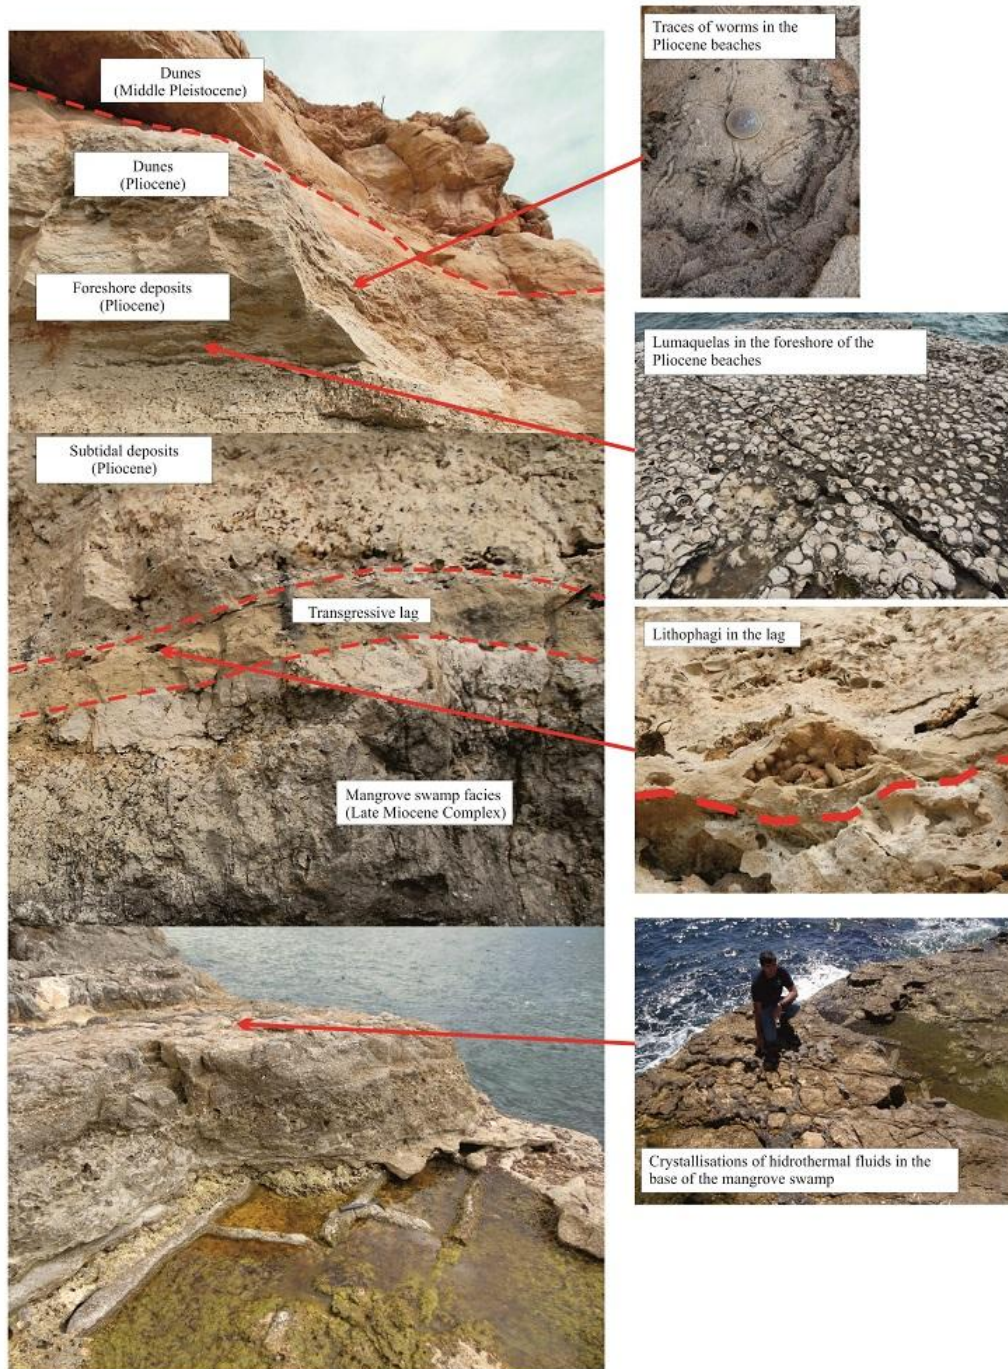 Dunes
(Middle Pleistocene)
Dunes
(Pliocene)
Foreshore deposits
(Pliocene)
Subtidal deposits
(Pliocene)
Transgressive lag
Mangrove swamp facies
(Late Miocene Complex)
Traces of worms in the
Pliocene beaches
Lumaquelas in the foreshore of the
Pliocene beaches
Lithophagi in the lag
Crystallisations of hidrothermal fluids in the
base of the mangrove swamp